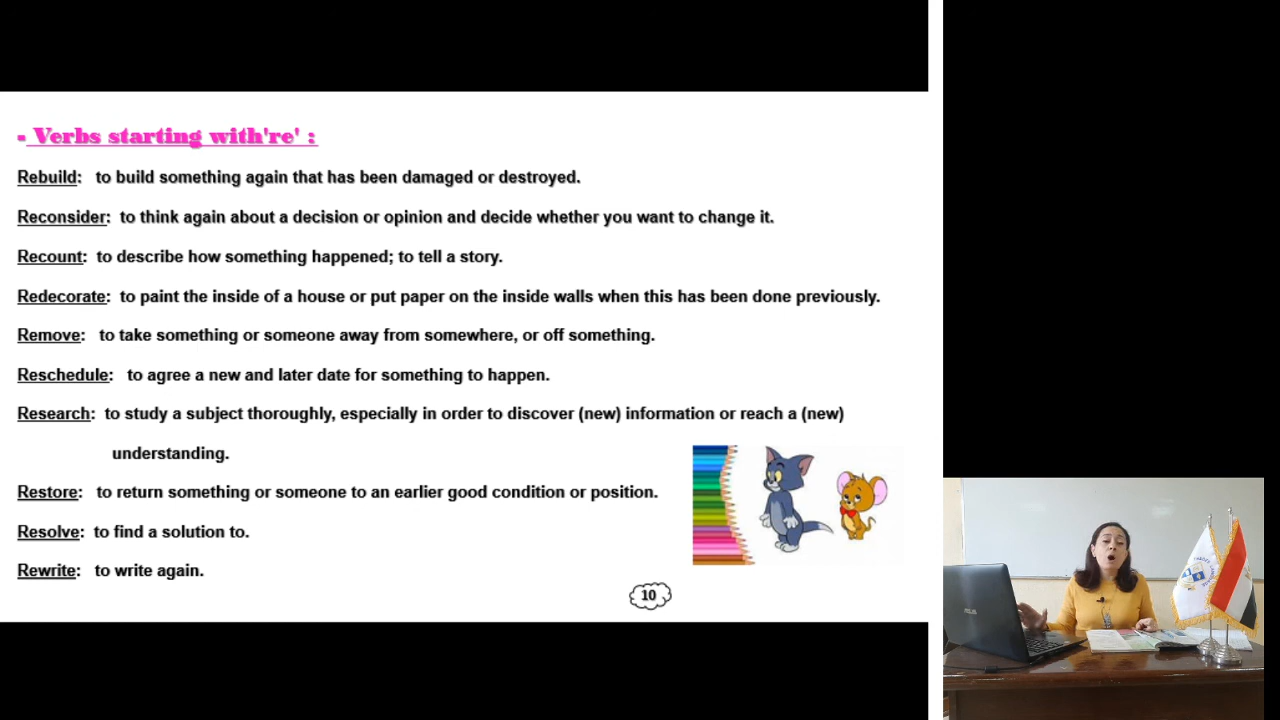 - Verbs starting with're' :
Rebuild: to build something again that has been damaged or destroyed.
Reconsider: to think again about a decision or opinion and decide whether you want to change it.
Recount: to describe how something happened; to tell a story.
Redecorate: to paint the inside of a house or put paper on the inside walls when this has been done previously.
Remove: to take something or someone away from somewhere, or off something.
Reschedule: to agree a new and later date for something to happen.
Research: to study a subject thoroughly, especially in order to discover (new) information or reach a (new)
understanding.
Restore: to return something or someone to an earlier good condition or position.
Resolve: to find a solution to.
Rewrite: to write again.
10